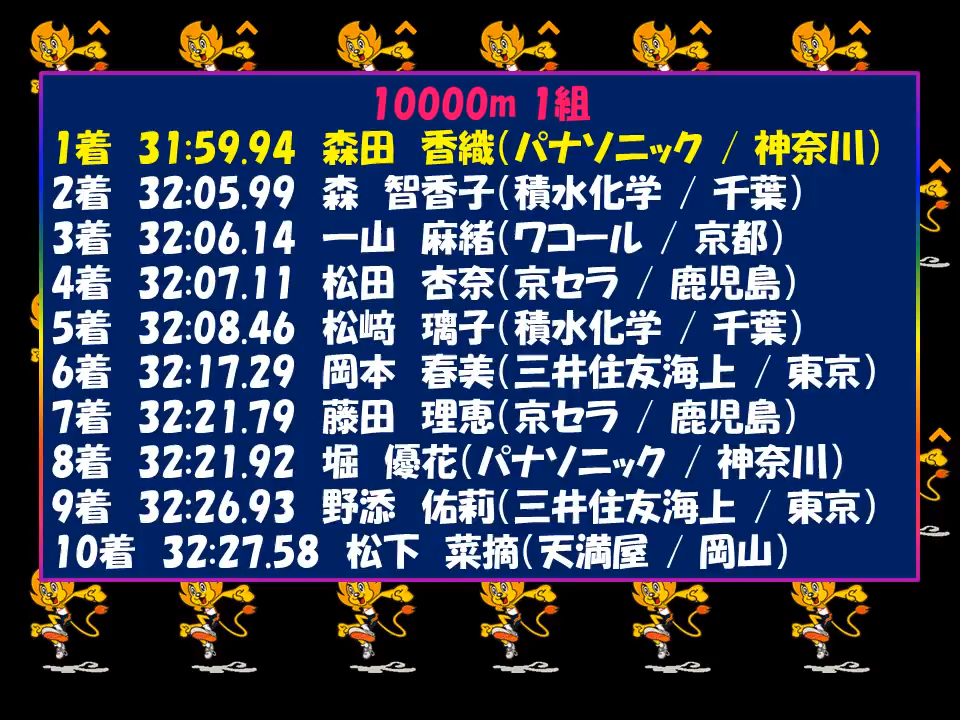 10000m 1組
1着 31:59.94 森田 香織(パナソニック / 神奈川)
2着 32:05.99 森 智香子(積水化学 / 千葉)
3着 32:06.14 一山 麻緒(ワコール / 京都)
4着 32:07.11 松田 杏奈(京セラ / 鹿児島)
5着 32:08.46 松﨑 璃子(積水化学 / 千葉)
6着 32:17.29 岡本 春美(三井住友海上 / 東京)
7着 32:21.79 藤田 理恵(京セラ / 鹿児島)
8着 32:21.92 堀 優花(パナソニック / 神奈川)
9着 32:26.93 野添 佑莉(三井住友海上 / 東京)
10着 32:27.58 松下 菜摘(天満屋 / 岡山)